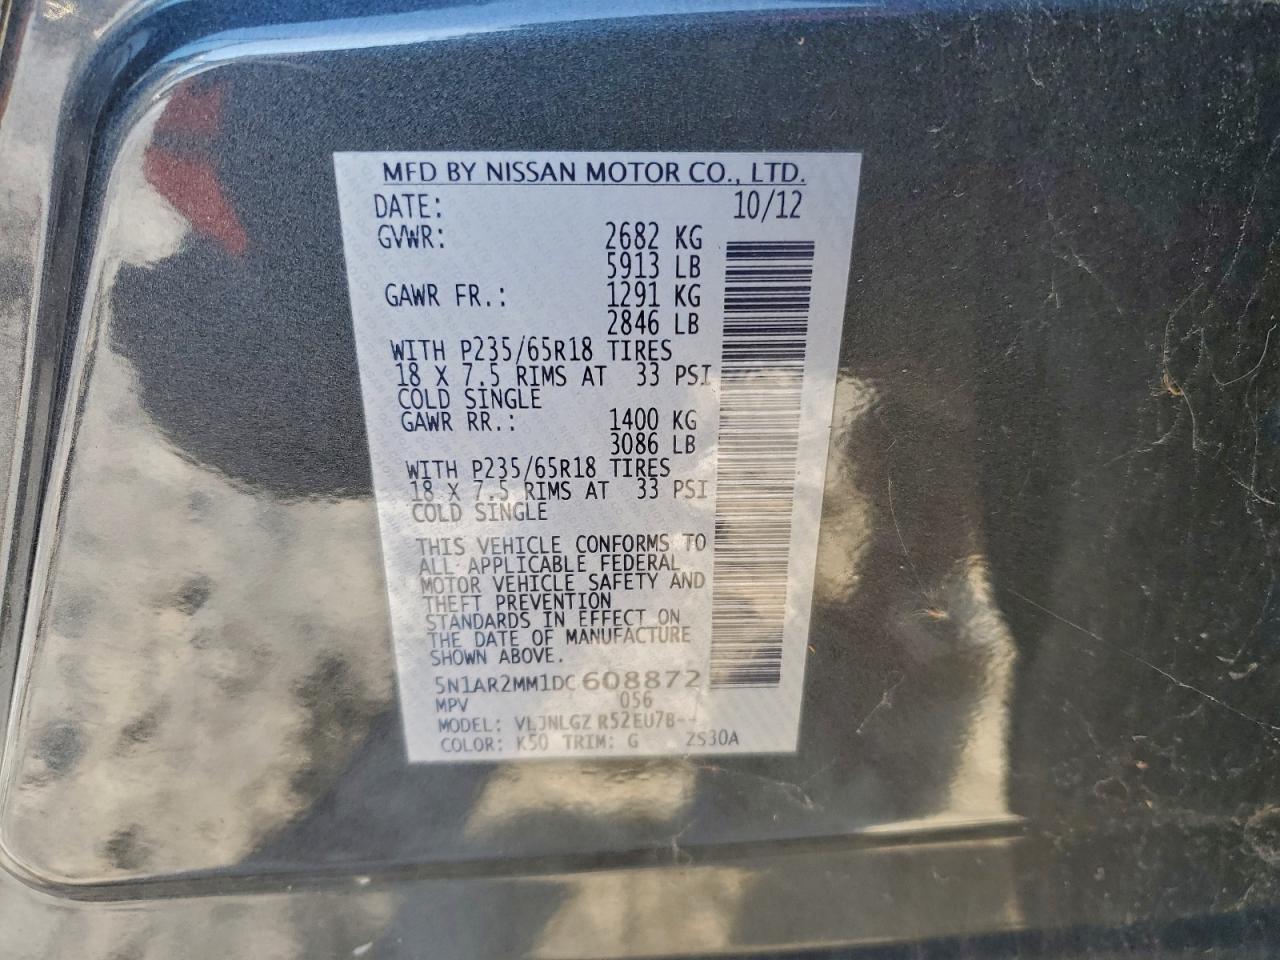 MFD BY NISSAN MOTOR CO., LTD.
DATE: 10/12
GVWR: 2682 KG
5913 LB
GAWR FR.: 1291 KG
2846 LB
WITH P235/65R18 TIRES
18 X 7.5 RIMS AT 33 PSI
COLD SINGLE
GAWR RR.: 1400 KG
3086 LB
WITH P235/65R18 TIRES
18 X 7.5 RIMS AT 33 PSI
COLD SINGLE
THIS VEHICLE CONFORMS TO
ALL APPLICABLE FEDERAL
MOTOR VEHICLE SAFETY AND
THEFT PREVENTION
STANDARDS IN EFFECT ON
THE DATE OF MANUFACTURE
SHOWN ABOVE.
5N1AR2MM1DC608872
MPV 056
MODEL: VLJNLGZ R52EU7B--
COLOR: K50 TRIM: G ZS30A